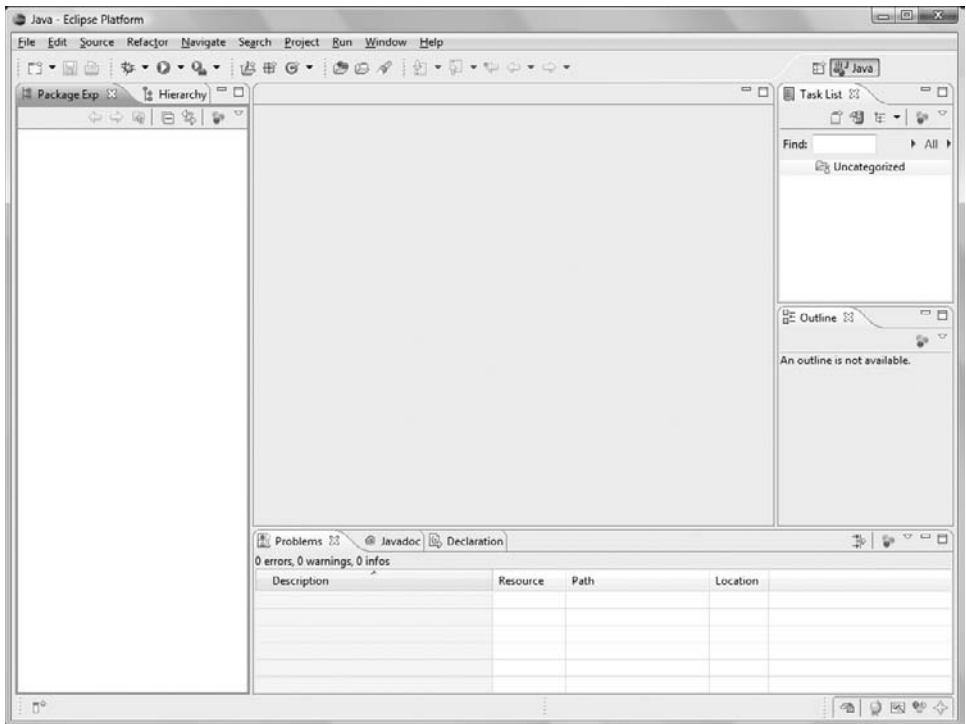 Java - Eclipse Platform
File Edit Source Refactor Navigate Search Project Run Window Help
Java
Package Exp
Hierarchy
Task List
Find:
All
Uncategorized
Outline
An outline is not available.
Problems
@ Javadoc
Declaration
0 errors, 0 warnings, 0 infos
Description Resource Path Location